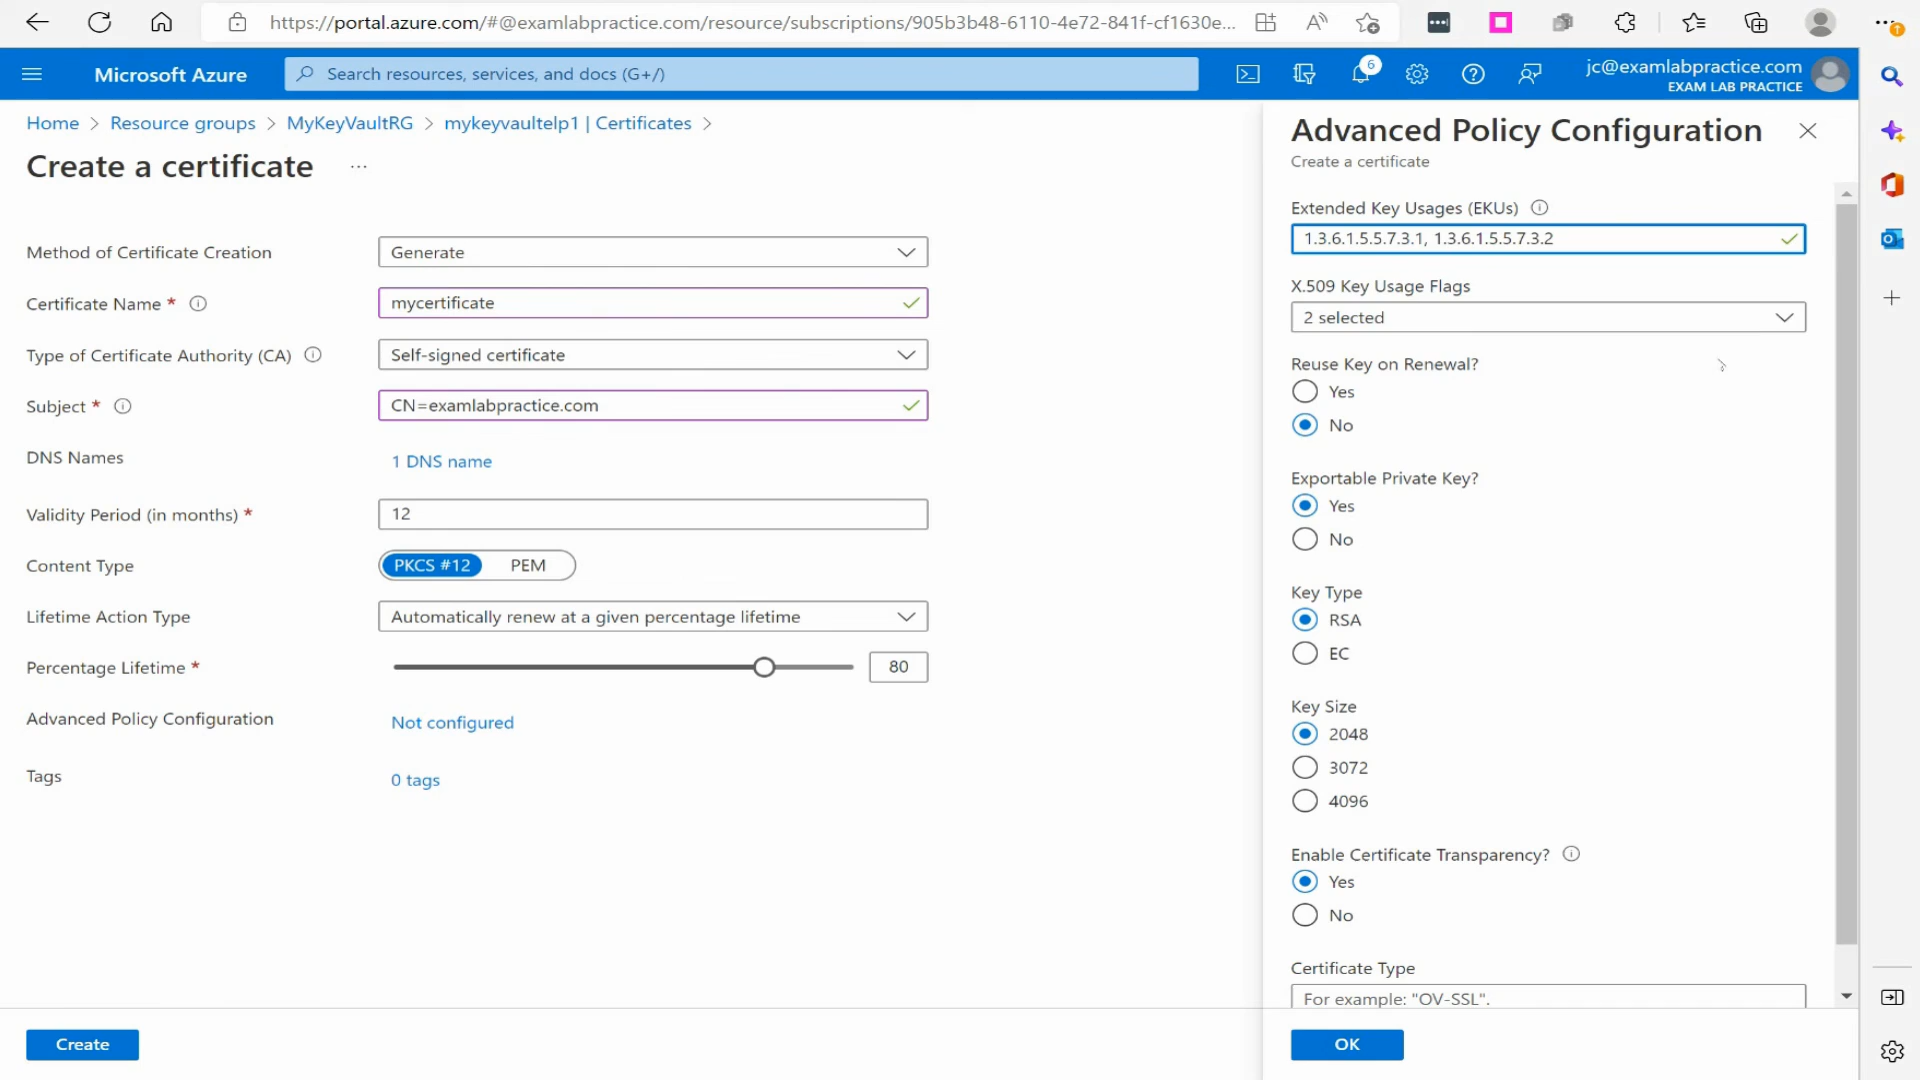 https://portal.azure.com/#@examlabpractice.com/resource/subscriptions/905b3b48-6110-4e72-841f-cf1630e...
Microsoft Azure
Search resources, services, and docs (G+/)
6
jc@examlabpractice.com
EXAM LAB PRACTICE
Home > Resource groups > MyKeyVaultRG > mykeyvaultelp1 | Certificates >
Create a certificate ...
Method of Certificate Creation
Generate
Certificate Name *
mycertificate
Type of Certificate Authority (CA)
Self-signed certificate
Subject *
CN=examlabpractice.com
DNS Names
1 DNS name
Validity Period (in months) *
12
Content Type
PKCS #12 PEM
Lifetime Action Type
Automatically renew at a given percentage lifetime
Percentage Lifetime *
80
Advanced Policy Configuration
Not configured
Tags
0 tags
Create
Advanced Policy Configuration
Create a certificate
Extended Key Usages (EKUs)
1.3.6.1.5.5.7.3.1, 1.3.6.1.5.5.7.3.2
X.509 Key Usage Flags
2 selected
Reuse Key on Renewal?
Yes
No
Exportable Private Key?
Yes
No
Key Type
RSA
EC
Key Size
2048
3072
4096
Enable Certificate Transparency?
Yes
No
Certificate Type
For example: "OV-SSL".
OK